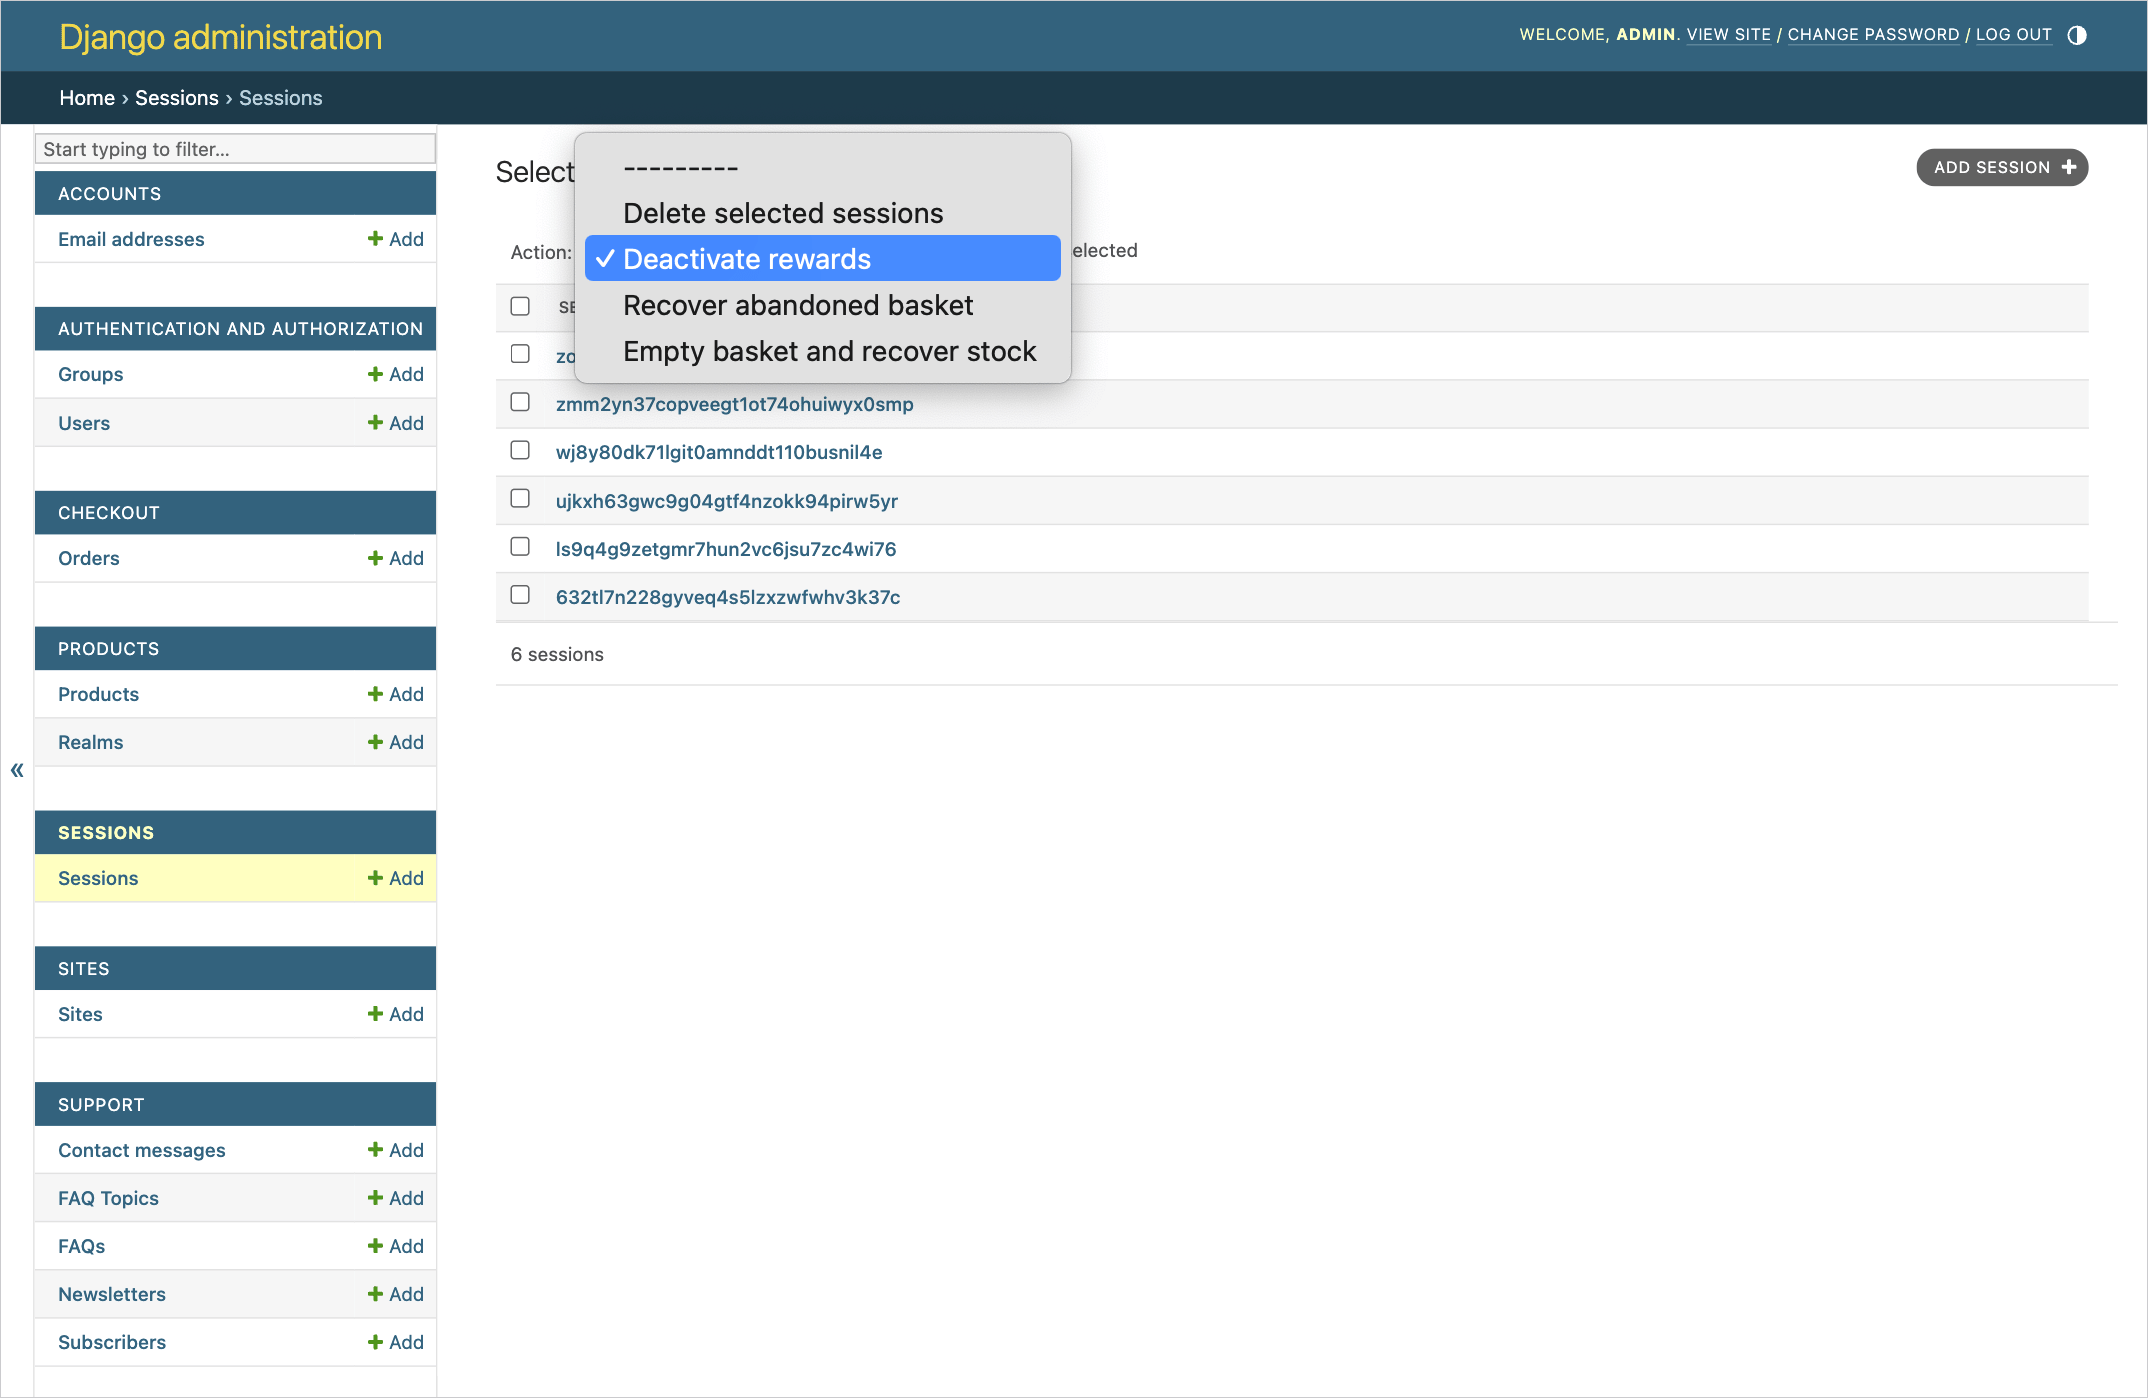 Django administration
WELCOME, ADMIN. VIEW SITE / CHANGE PASSWORD / LOG OUT
Home › Sessions › Sessions
Start typing to filter...
ACCOUNTS
Email addresses + Add
AUTHENTICATION AND AUTHORIZATION
Groups + Add
Users + Add
CHECKOUT
Orders + Add
PRODUCTS
Products + Add
Realms + Add
«
SESSIONS
Sessions + Add
SITES
Sites + Add
SUPPORT
Contact messages + Add
FAQ Topics + Add
FAQs + Add
Newsletters + Add
Subscribers + Add
Select
ADD SESSION +
Action:
---------
Delete selected sessions
✓ Deactivate rewards
Recover abandoned basket
Empty basket and recover stock
elected
SE
zo
zmm2yn37copveegt1ot74ohuiwyx0smp
wj8y80dk71lgit0amnddt110busnil4e
ujkxh63gwc9g04gtf4nzokk94pirw5yr
ls9q4g9zetgmr7hun2vc6jsu7zc4wi76
632tl7n228gyveq4s5lzxzwfwhv3k37c
6 sessions